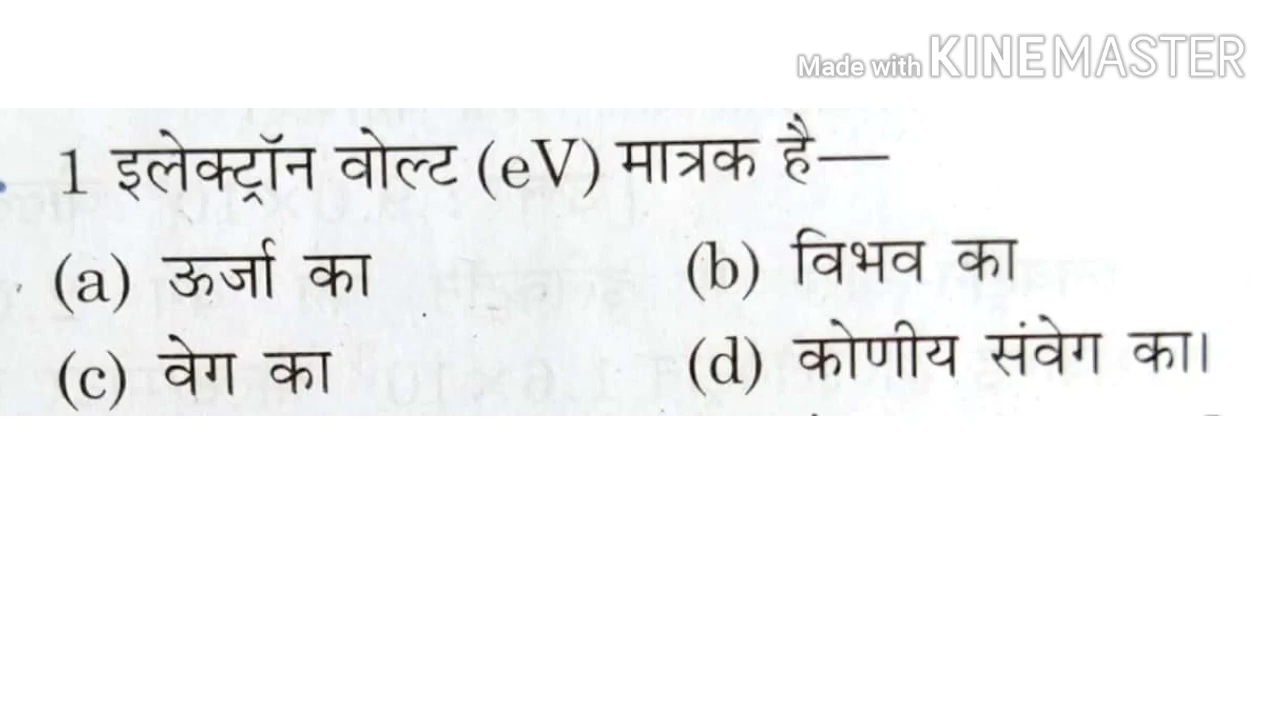 Made with KINEMASTER
1 इलेक्ट्रॉन वोल्ट (eV) मात्रक है—
(a) ऊर्जा का (b) विभव का
(c) वेग का (d) कोणीय संवेग का।